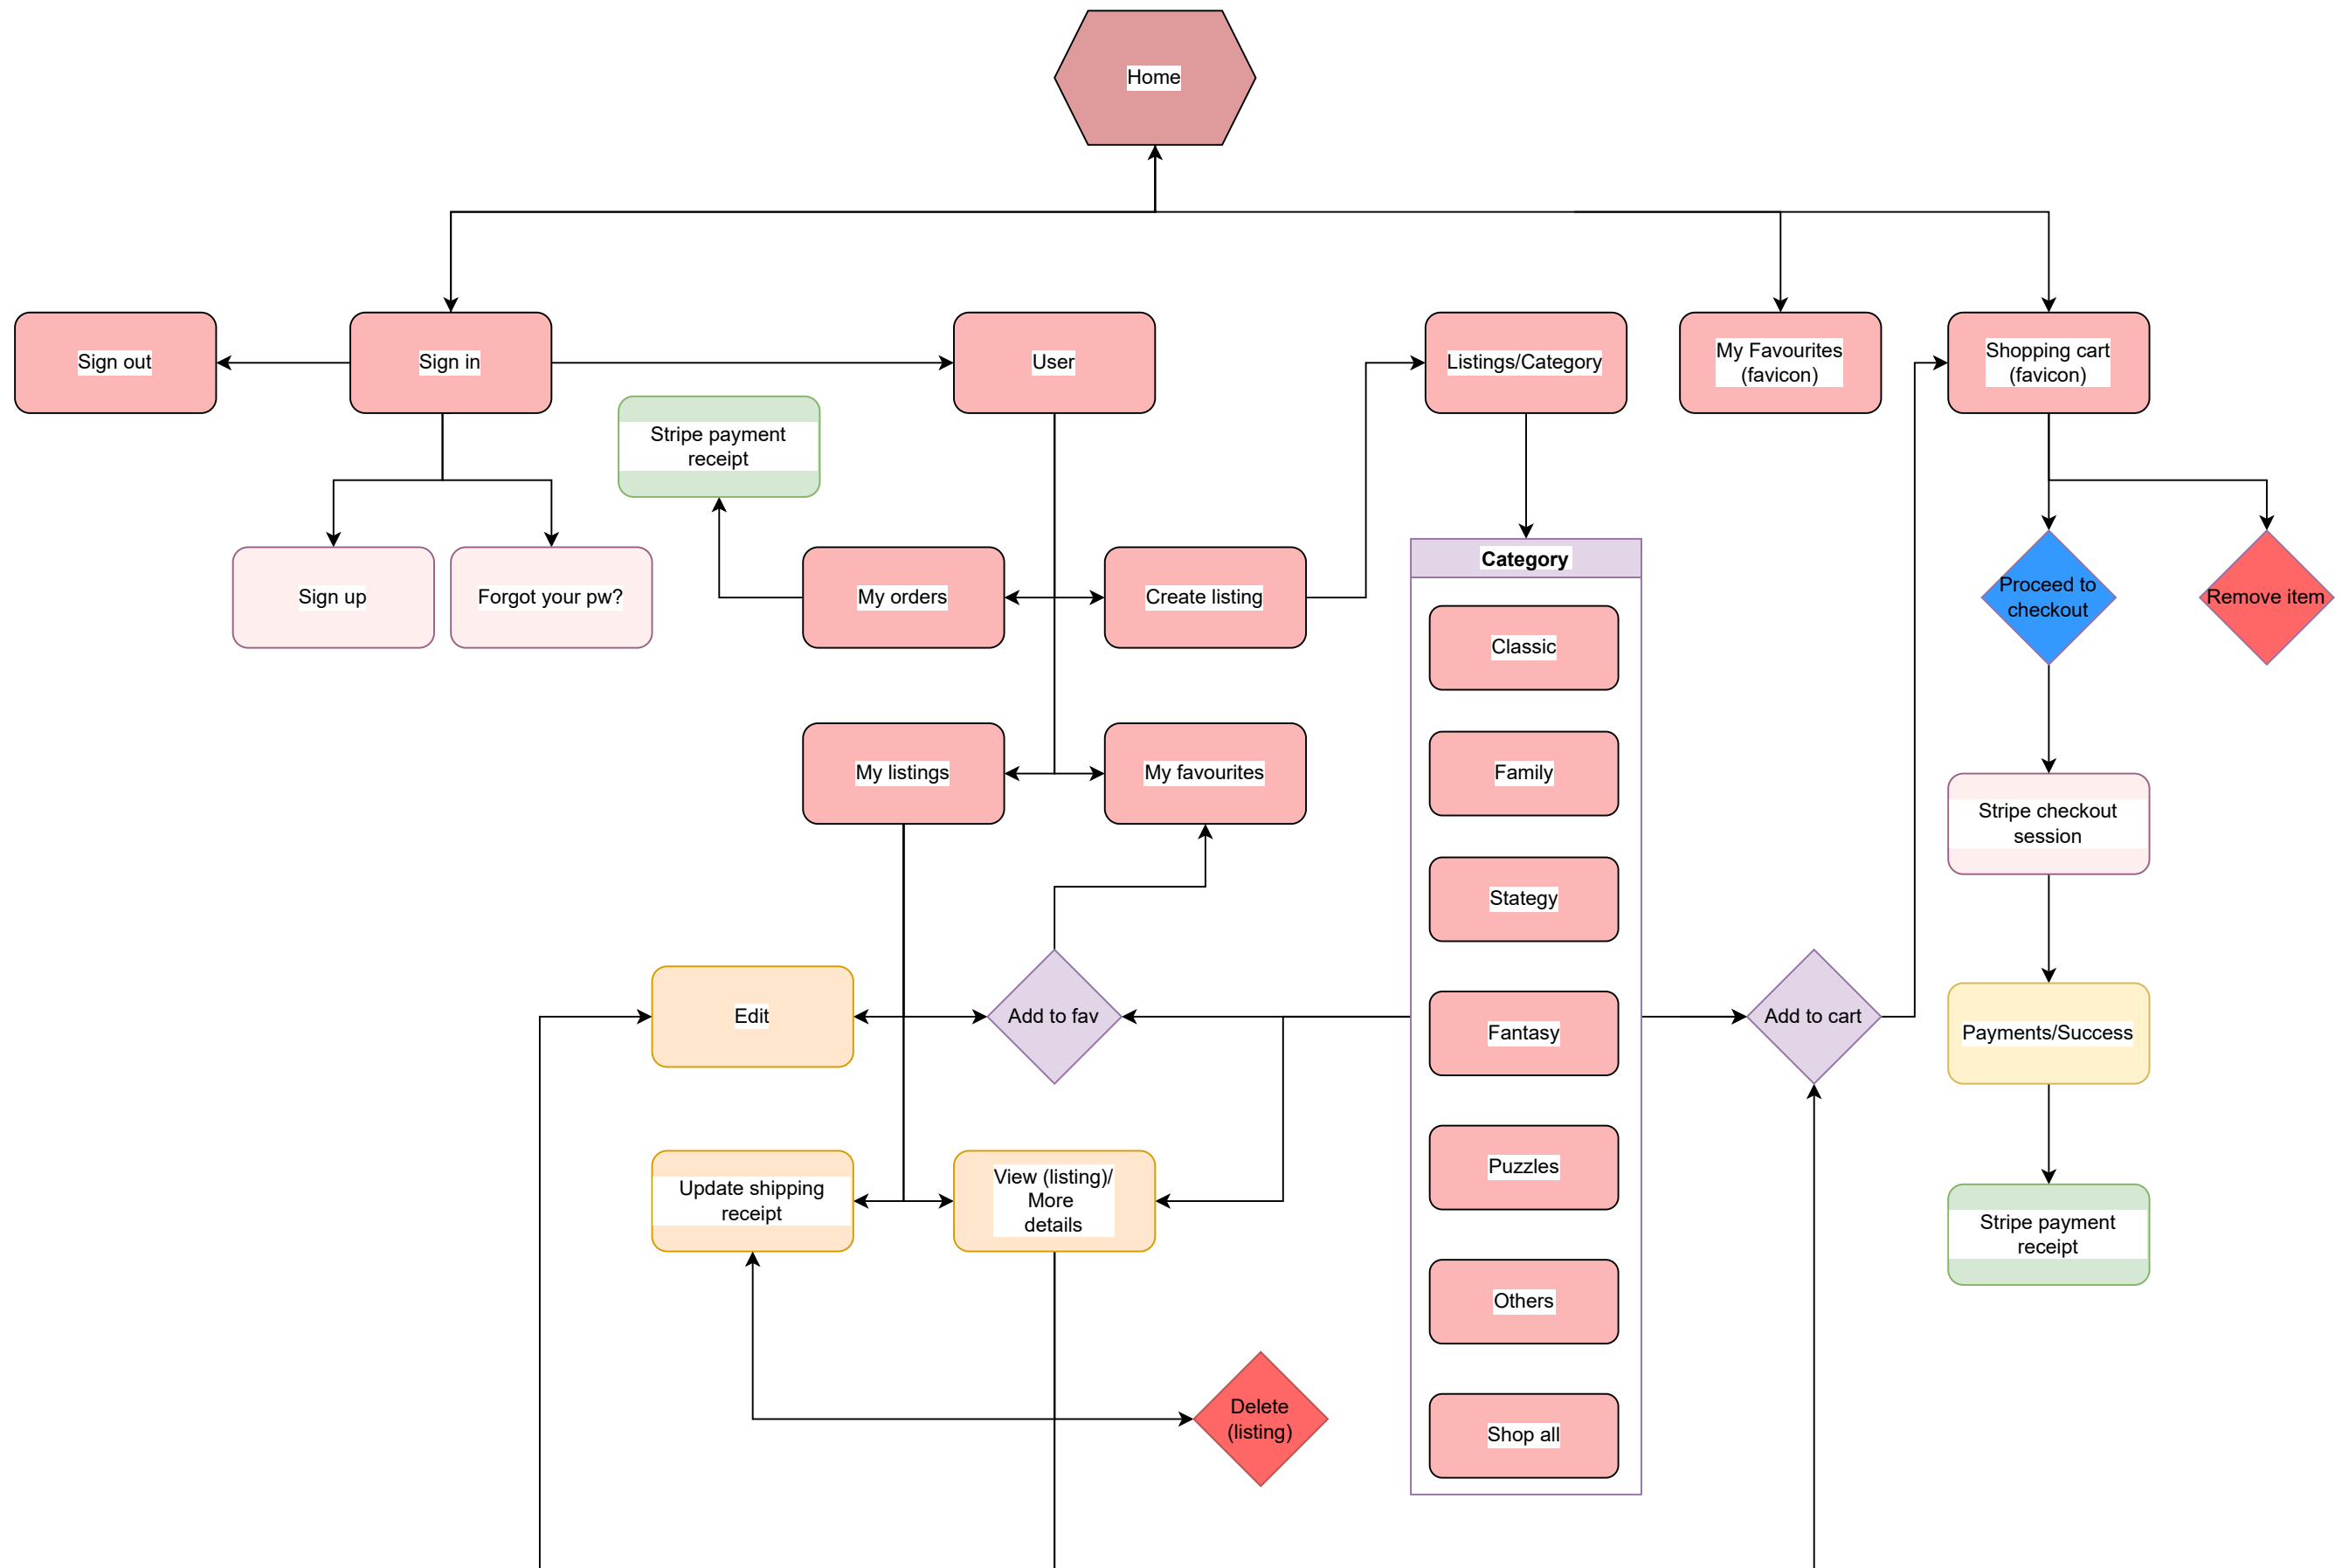 Home
Sign out
Sign in
User
Listings/Category
My Favourites
(favicon)
Shopping cart
(favicon)
Stripe payment
receipt
Sign up
Forgot your pw?
My orders
Create listing
Category
Proceed to
checkout
Remove item
Classic
My listings
My favourites
Family
Stripe checkout
session
Stategy
Edit
Add to fav
Fantasy
Add to cart
Payments/Success
Update shipping
receipt
View (listing)/
More
details
Puzzles
Stripe payment
receipt
Others
Delete
(listing)
Shop all